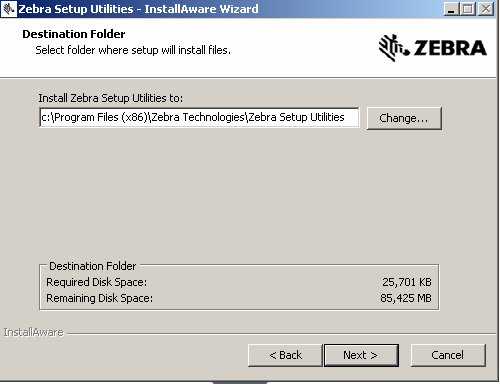 Zebra Setup Utilities - InstallAware Wizard
Destination Folder
Select folder where setup will install files.
ZEBRA
Install Zebra Setup Utilities to:
c:\Program Files (x86)\Zebra Technologies\Zebra Setup Utilities
Change...
Destination Folder
Required Disk Space: 25,701 KB
Remaining Disk Space: 85,425 MB
InstallAware
< Back Next > Cancel